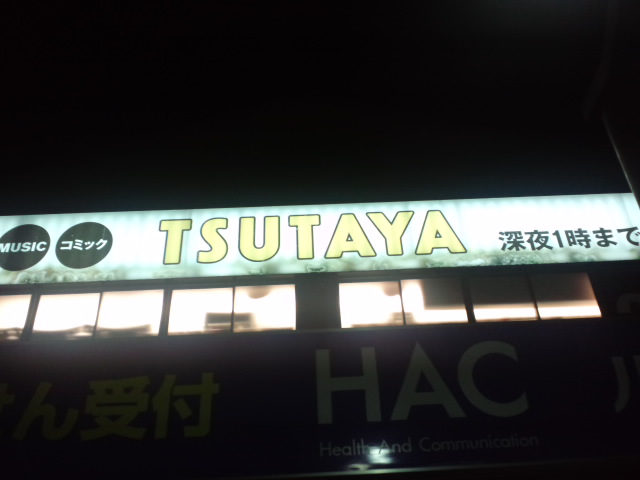 MUSIC コミック TSUTAYA 深夜1時まで
せん受付 HAC
Health And Communication